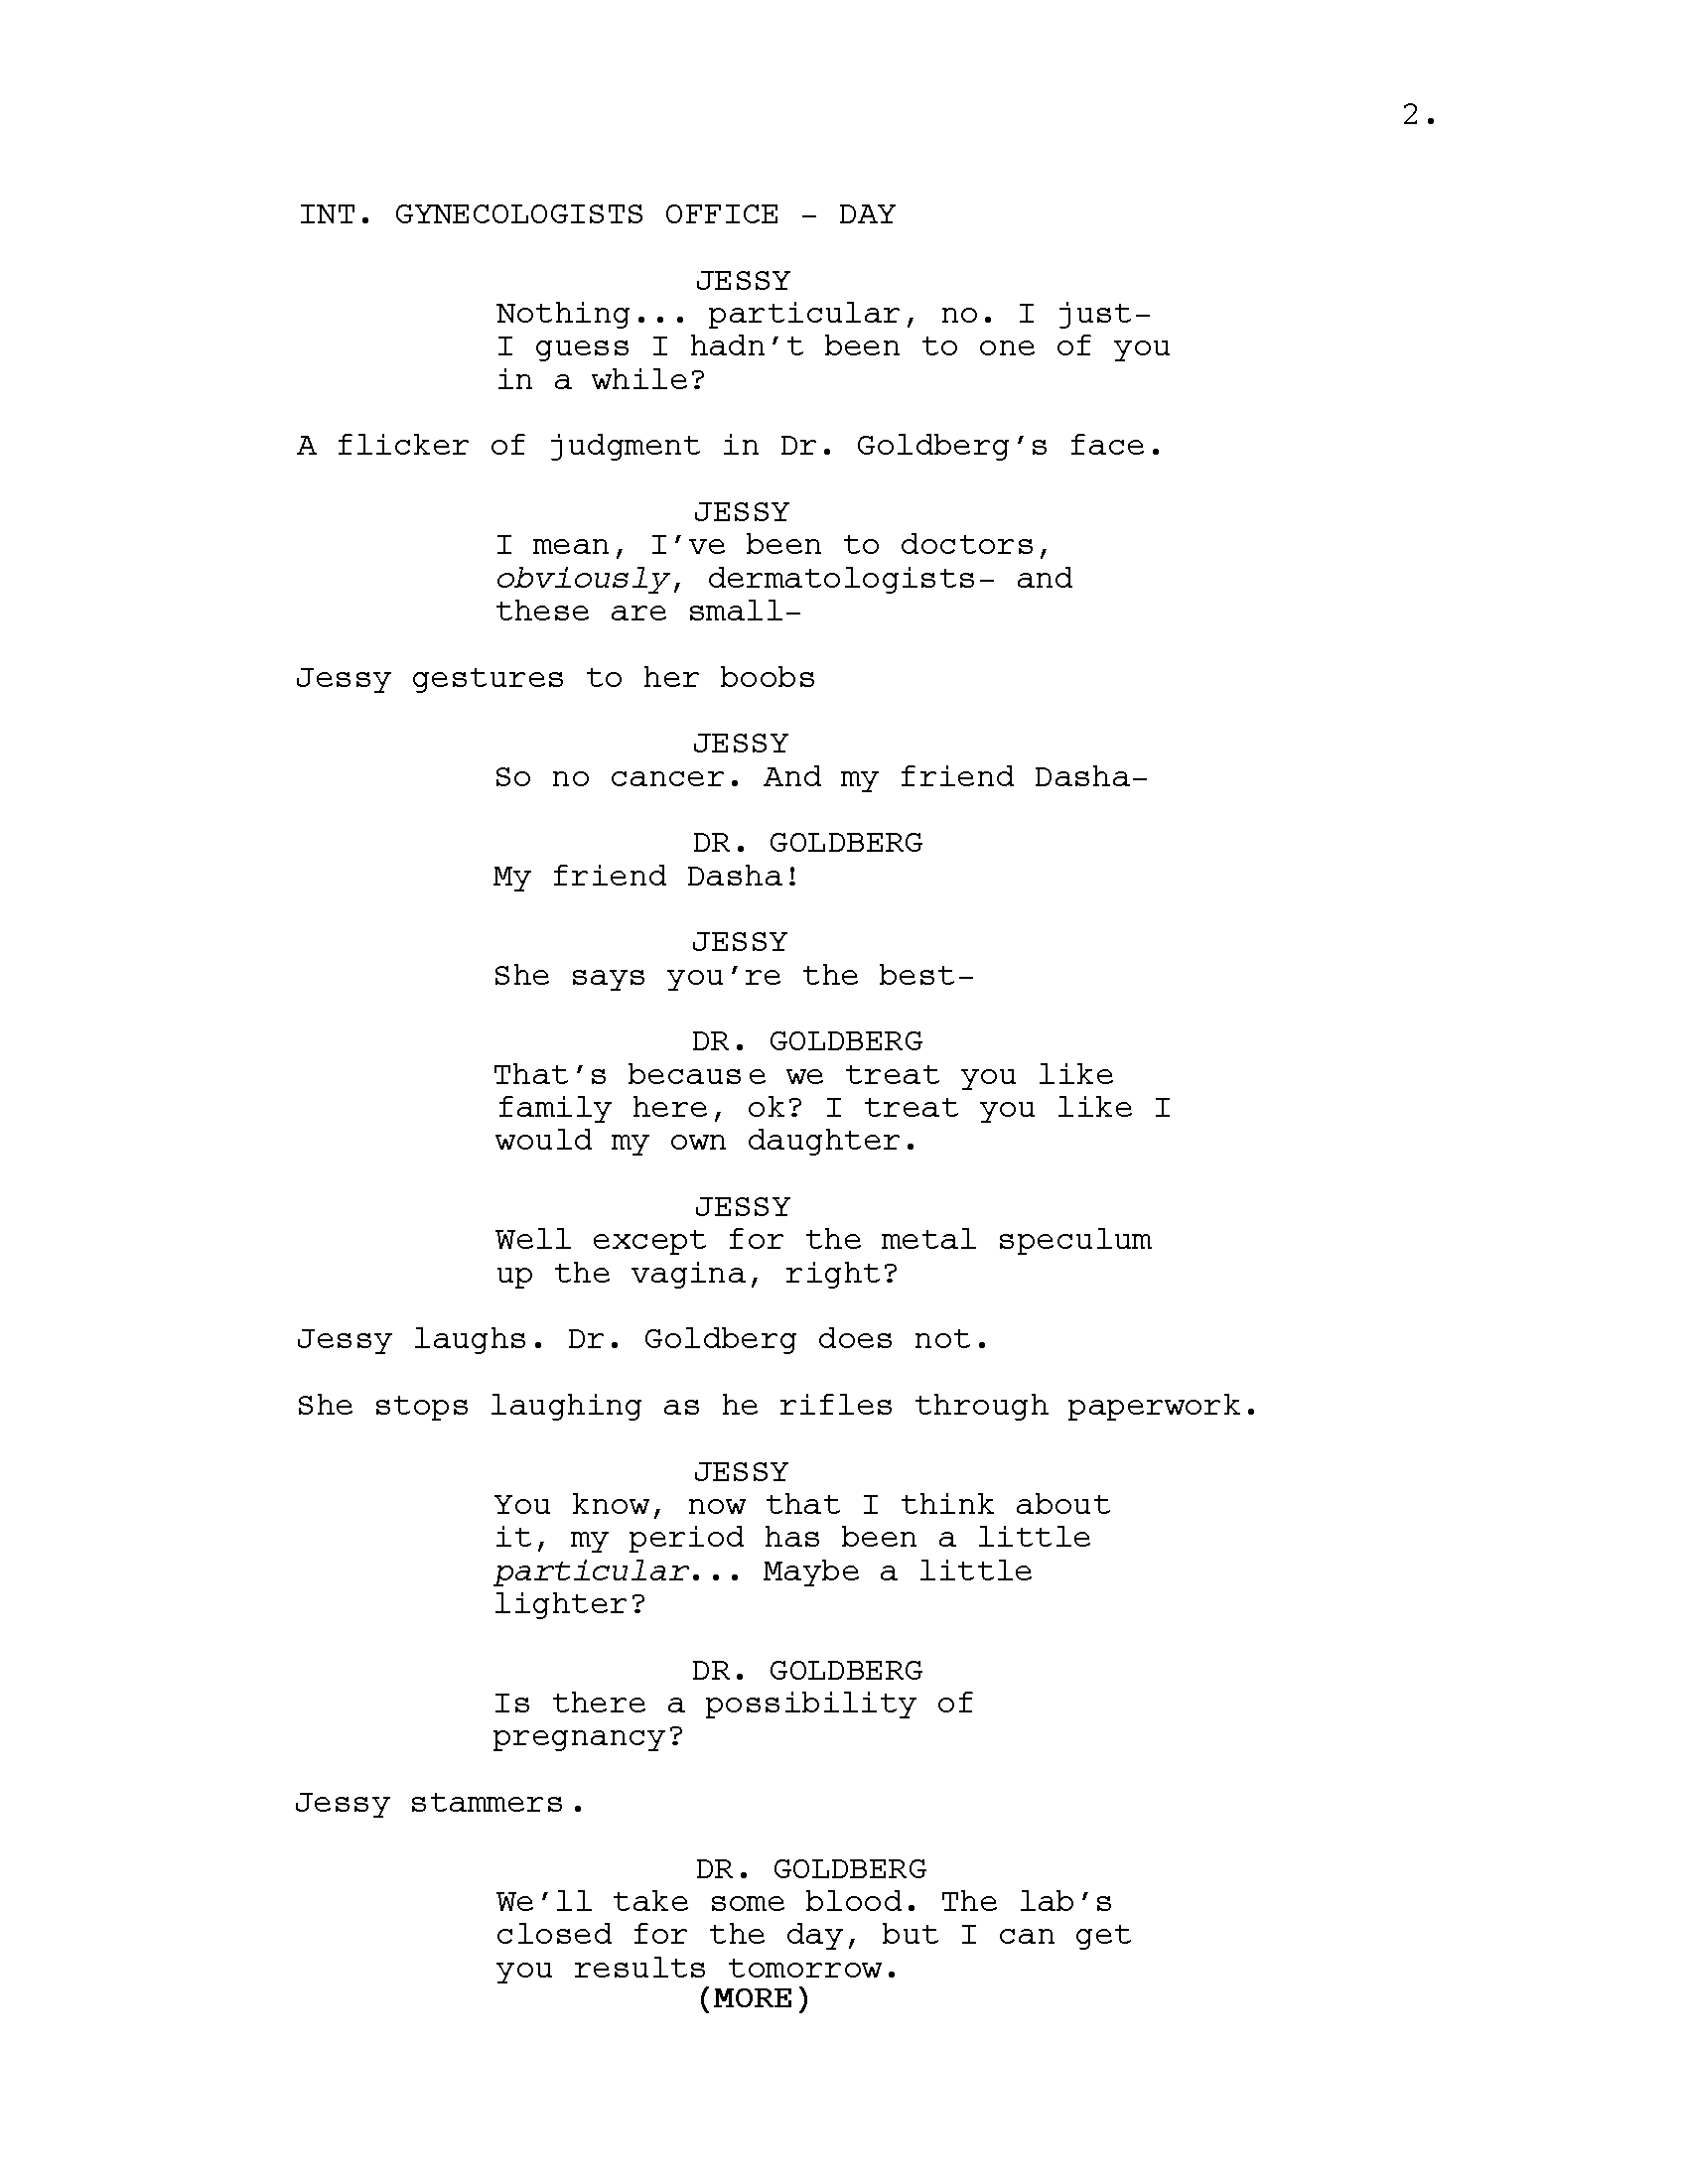 2.
INT. GYNECOLOGISTS OFFICE - DAY
JESSY
Nothing... particular, no. I just-
I guess I hadn't been to one of you
in a while?
A flicker of judgment in Dr. Goldberg's face.
JESSY
I mean, I've been to doctors,
obviously, dermatologists- and
these are small-
Jessy gestures to her boobs
JESSY
So no cancer. And my friend Dasha-
DR. GOLDBERG
My friend Dasha!
JESSY
She says you're the best-
DR. GOLDBERG
That's because we treat you like
family here, ok? I treat you like I
would my own daughter.
JESSY
Well except for the metal speculum
up the vagina, right?
Jessy laughs. Dr. Goldberg does not.
She stops laughing as he rifles through paperwork.
JESSY
You know, now that I think about
it, my period has been a little
particular... Maybe a little
lighter?
DR. GOLDBERG
Is there a possibility of
pregnancy?
Jessy stammers.
DR. GOLDBERG
We'll take some blood. The lab's
closed for the day, but I can get
you results tomorrow.
(MORE)